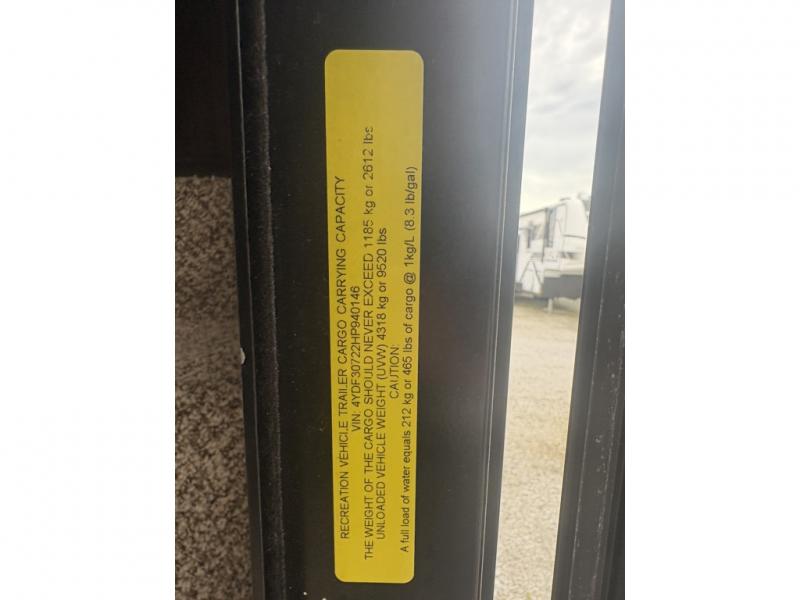 RECREATION VEHICLE TRAILER CARGO CARRYING CAPACITY
VIN: 4YDF30722HP940146
THE WEIGHT OF THE CARGO SHOULD NEVER EXCEED 1185 kg or 2612 lbs
UNLOADED VEHICLE WEIGHT (UVW) 4318 kg or 9520 lbs
CAUTION:
A full load of water equals 212 kg or 465 lbs of cargo @ 1kg/L (8.3 lb/gal)